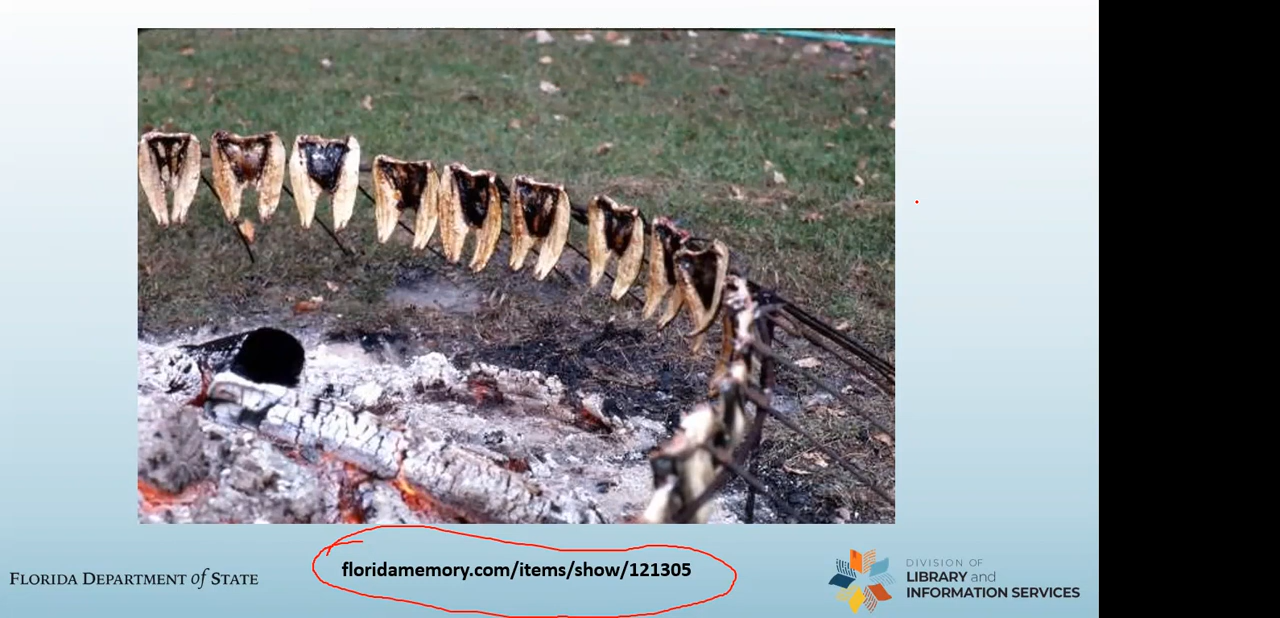 floridamemory.com/items/show/121305
FLORIDA DEPARTMENT of STATE
DIVISION OF
LIBRARY and
INFORMATION SERVICES